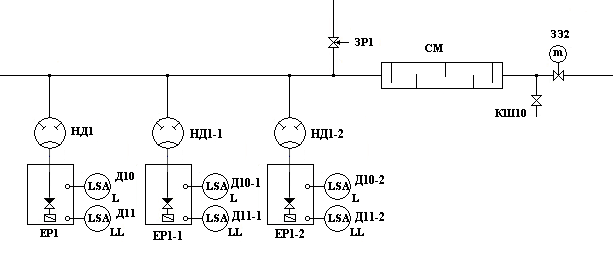 ЗР1
СМ
ЗЭ2
m
КШ10
НД1
НД1-1
НД1-2
LSA
Д10
L
LSA
Д10-1
L
LSA
Д10-2
L
LSA
Д11
LL
LSA
Д11-1
LL
LSA
Д11-2
LL
ЕР1
ЕР1-1
ЕР1-2